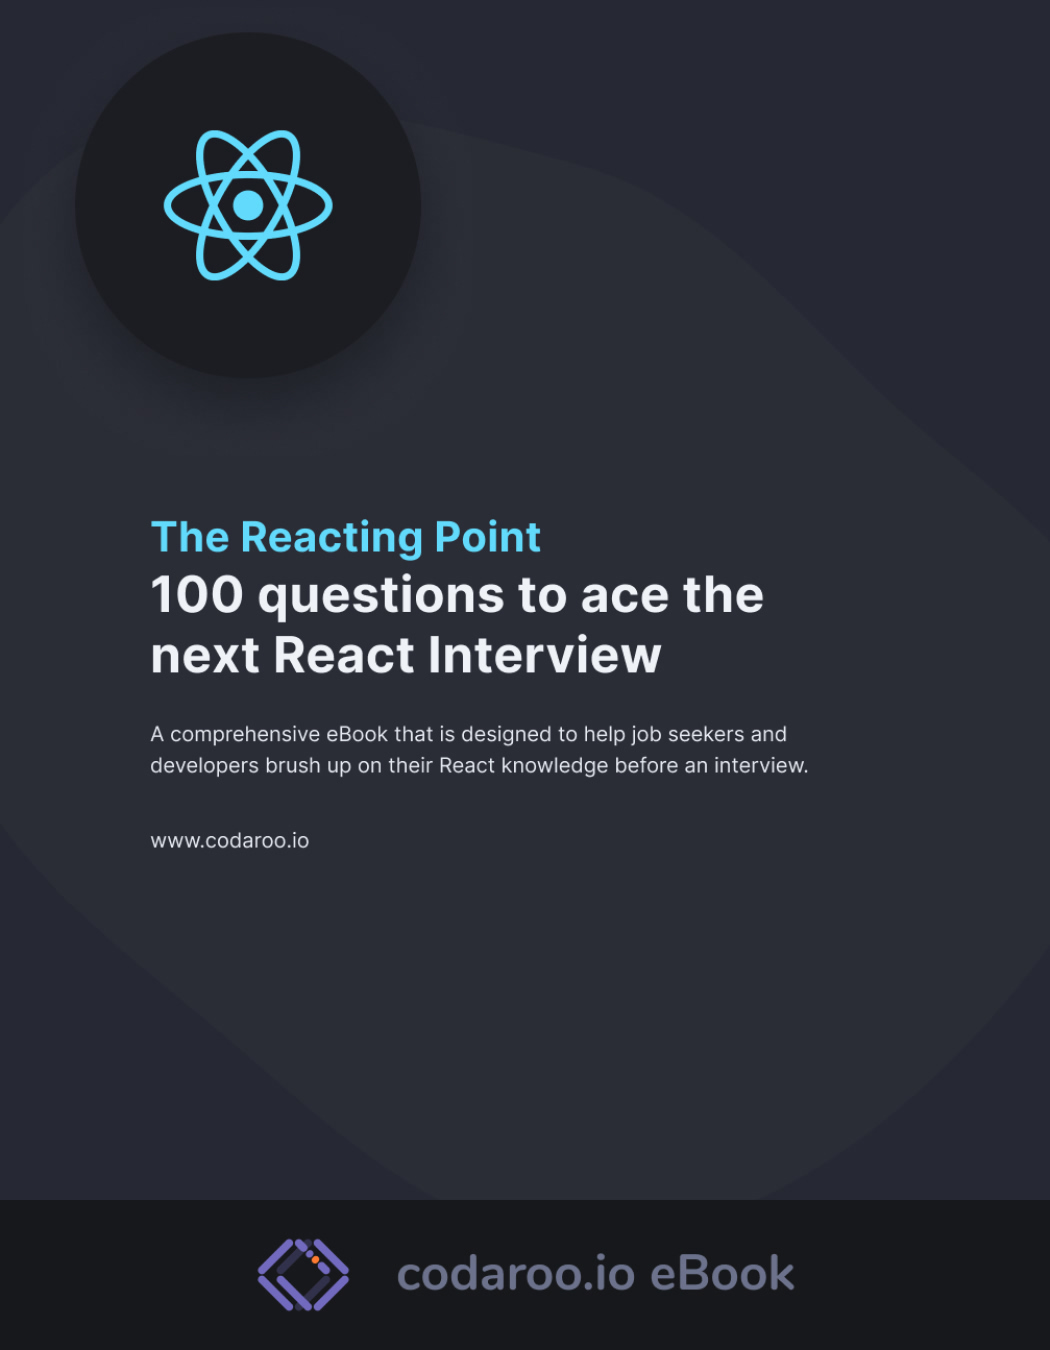 The Reacting Point
100 questions to ace the
next React Interview
A comprehensive eBook that is designed to help job seekers and
developers brush up on their React knowledge before an interview.
www.codaroo.io
codaroo.io eBook